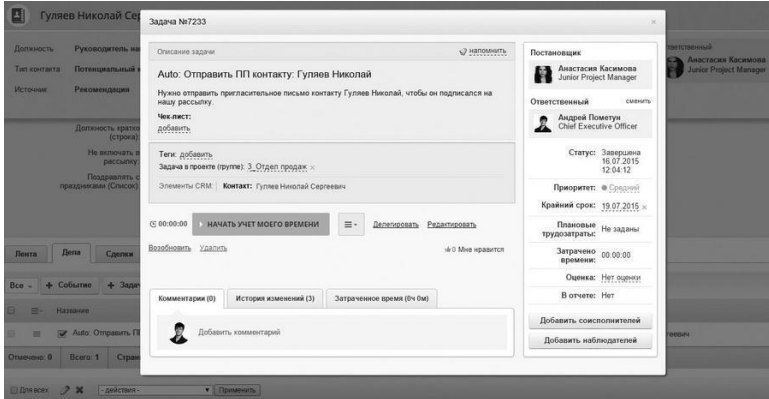 Гуляев Николай Сер
Должность Руководитель на
Тип контакта Потенциальный к
Источник Рекомендация
Должность кратко
(строка)
Не включать в
рассылку
Поздравлять с
праздниками (Список)
Лента Дела Сделки
Все + Событие + Зада
Название
Auto: Отправить ПП
Отмечено: 0 Всего: 1 Стран
Для всех - действия - Применить
Задача №7233 ×
Описание задачи напомнить
Auto: Отправить ПП контакту: Гуляев Николай
Нужно отправить пригласительное письмо контакту Гуляев Николай, чтобы он подписался на
нашу рассылку.
Чек-лист:
добавить
Теги: добавить
Задача в проекте (группе): 3_Отдел продаж ×
Элементы CRM: Контакт: Гуляев Николай Сергеевич
00:00:00 НАЧАТЬ УЧЕТ МОЕГО ВРЕМЕНИ Делегировать Редактировать
Возобновить Удалить 0 Мне нравится
Комментарии (0) История изменений (3) Затраченное время (0ч 0м)
Добавить комментарий
Постановщик
Анастасия Касимова
Junior Project Manager
Ответственный сменить
Андрей Пометун
Chief Executive Officer
Статус: Завершена
16.07.2015
12:04:12
Приоритет: Средний
Крайний срок: 19.07.2015 ×
Плановые
трудозатраты: Не заданы
Затрачено
времени: 00:00:00
Оценка: Нет оценки
В отчете: Нет
Добавить соисполнителей
Добавить наблюдателей
Анастасия Касимова
Junior Project Manager
геевич